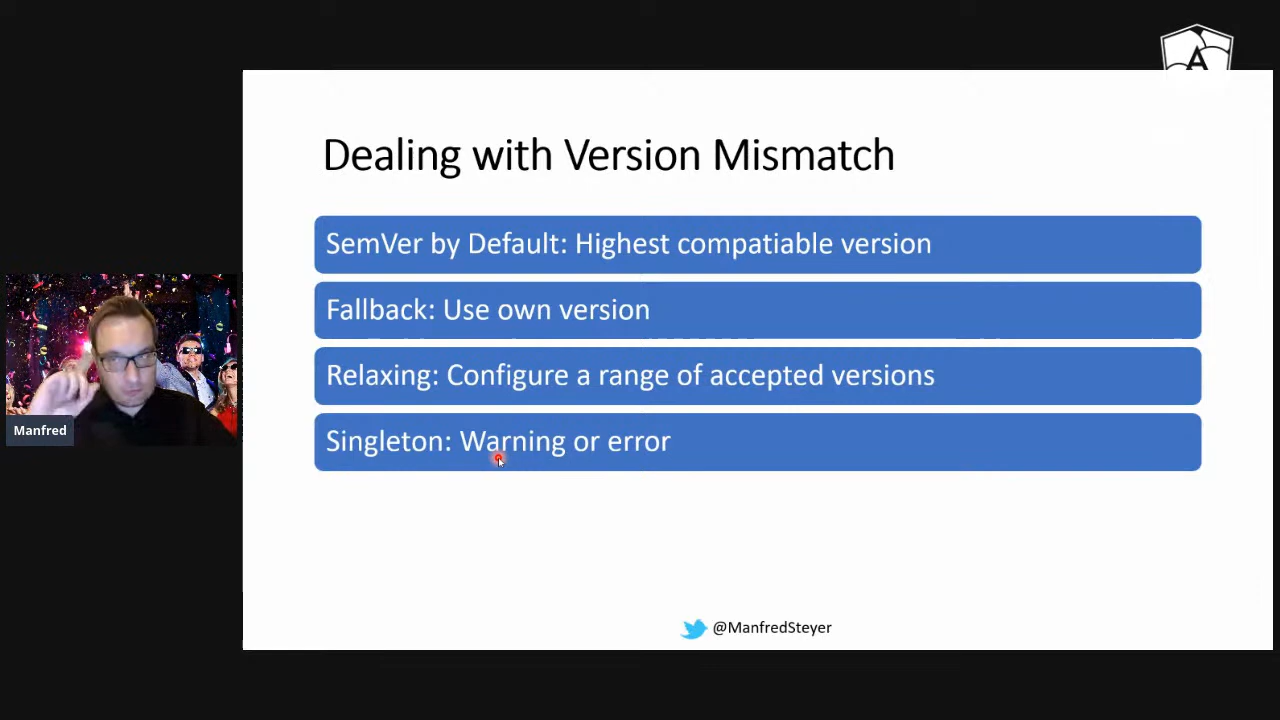 Dealing with Version Mismatch
SemVer by Default: Highest compatiable version
Fallback: Use own version
Relaxing: Configure a range of accepted versions
Singleton: Warning or error
Manfred
@ManfredSteyer
A